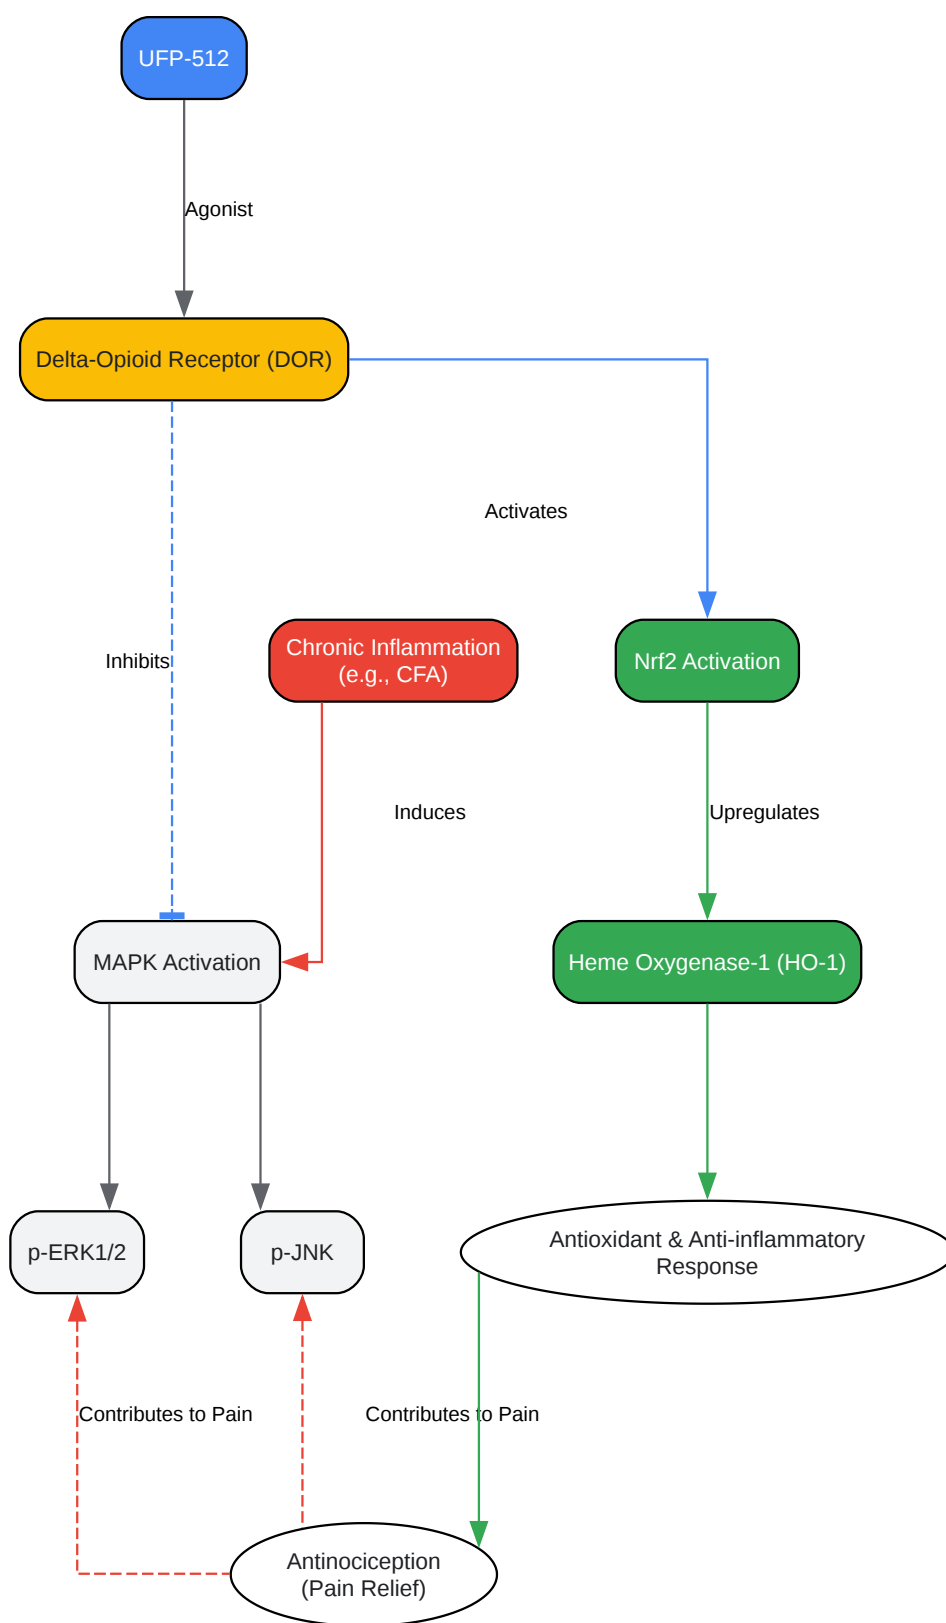 UFP-512
Agonist
Delta-Opioid Receptor (DOR)
Activates
Inhibits
Chronic Inflammation
(e.g., CFA)
Nrf2 Activation
Induces
Upregulates
MAPK Activation
Heme Oxygenase-1 (HO-1)
p-ERK1/2
p-JNK
Antioxidant & Anti-inflammatory
Response
Contributes to Pain
Contributes to Pain
Antinociception
(Pain Relief)